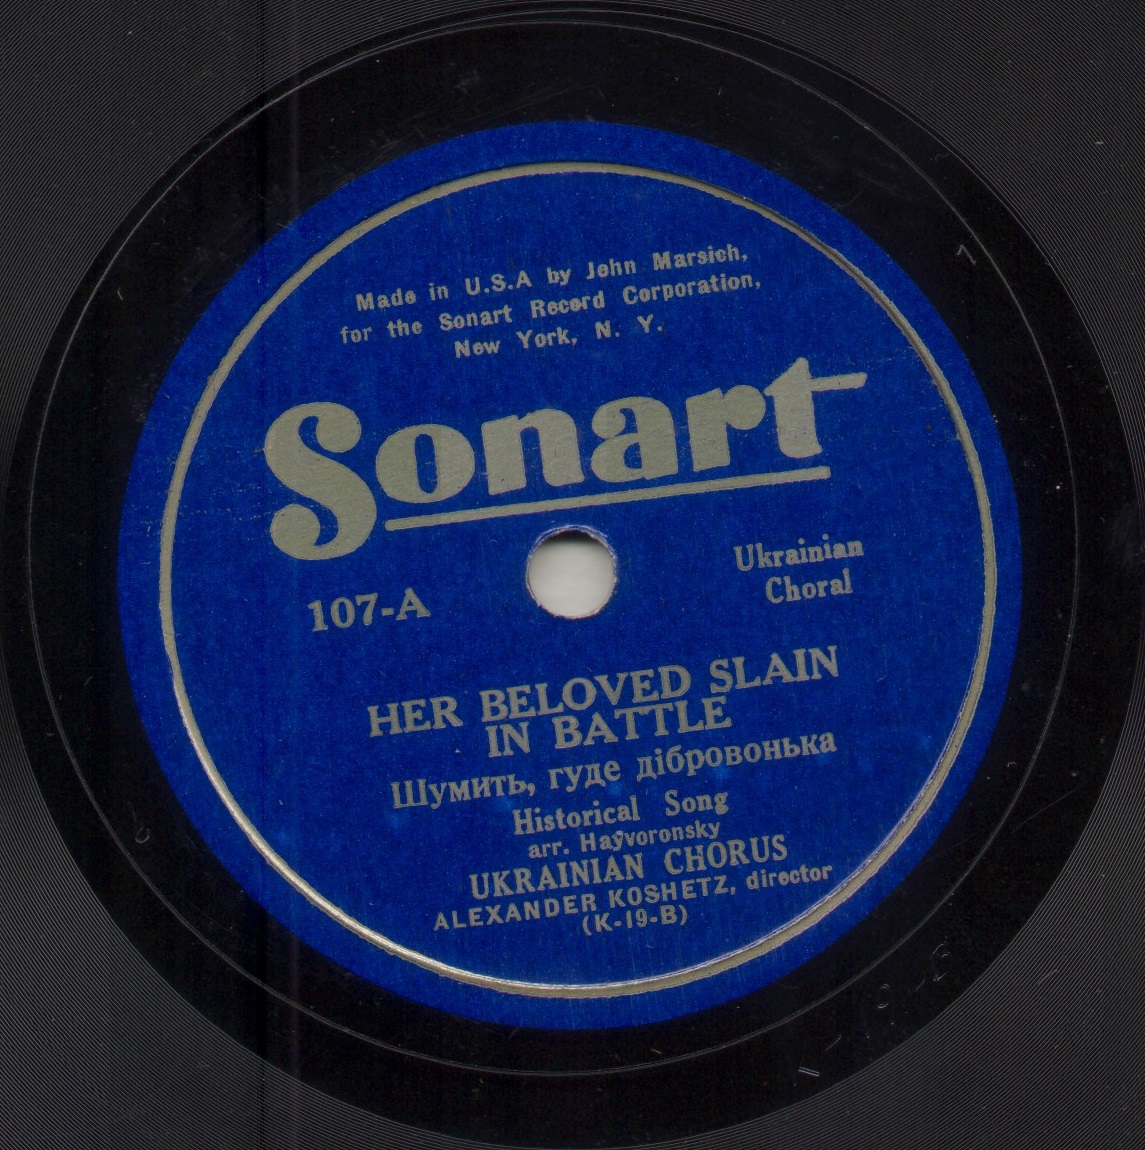 Made in U.S.A by John Marsich,
for the Sonart Record Corporation,
New York, N. Y.
Sonart
107-A
Ukrainian
Choral
HER BELOVED SLAIN
IN BATTLE
Шумить, гуде дібровонька
Historical Song
arr. Hayvoronsky
UKRAINIAN CHORUS
ALEXANDER KOSHETZ, director
(K-19-B)